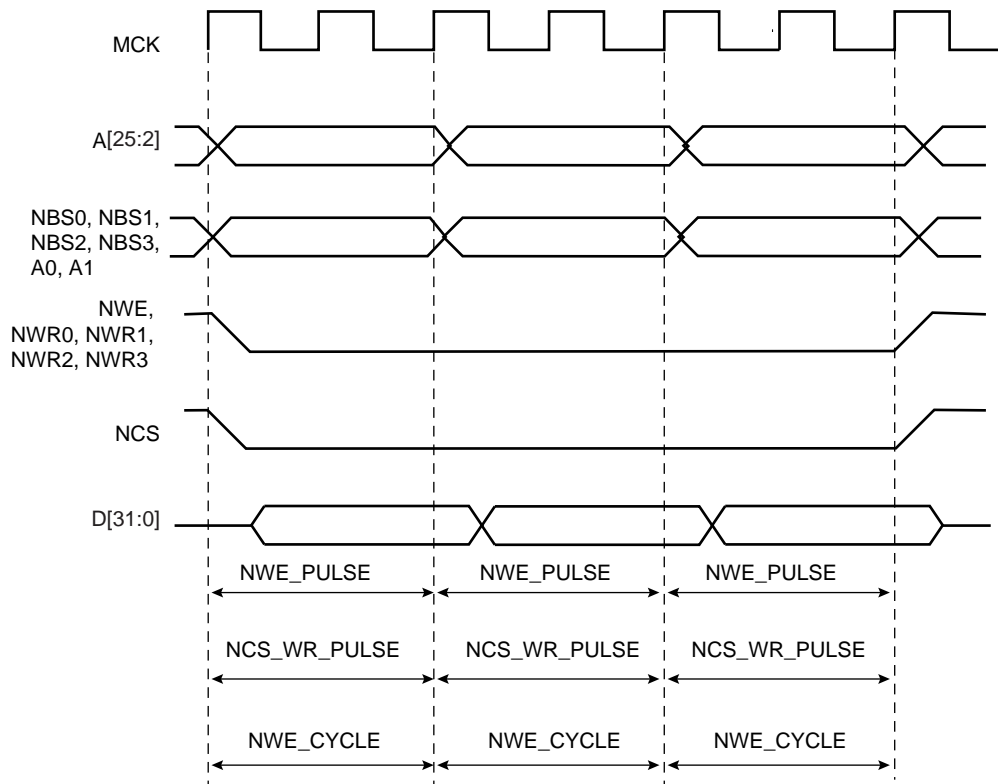 MCK
A[25:2]
NBS0, NBS1,
NBS2, NBS3,
A0, A1
NWE,
NWR0, NWR1,
NWR2, NWR3
NCS
D[31:0]
NWE_PULSE NWE_PULSE NWE_PULSE
NCS_WR_PULSE NCS_WR_PULSE NCS_WR_PULSE
NWE_CYCLE NWE_CYCLE NWE_CYCLE